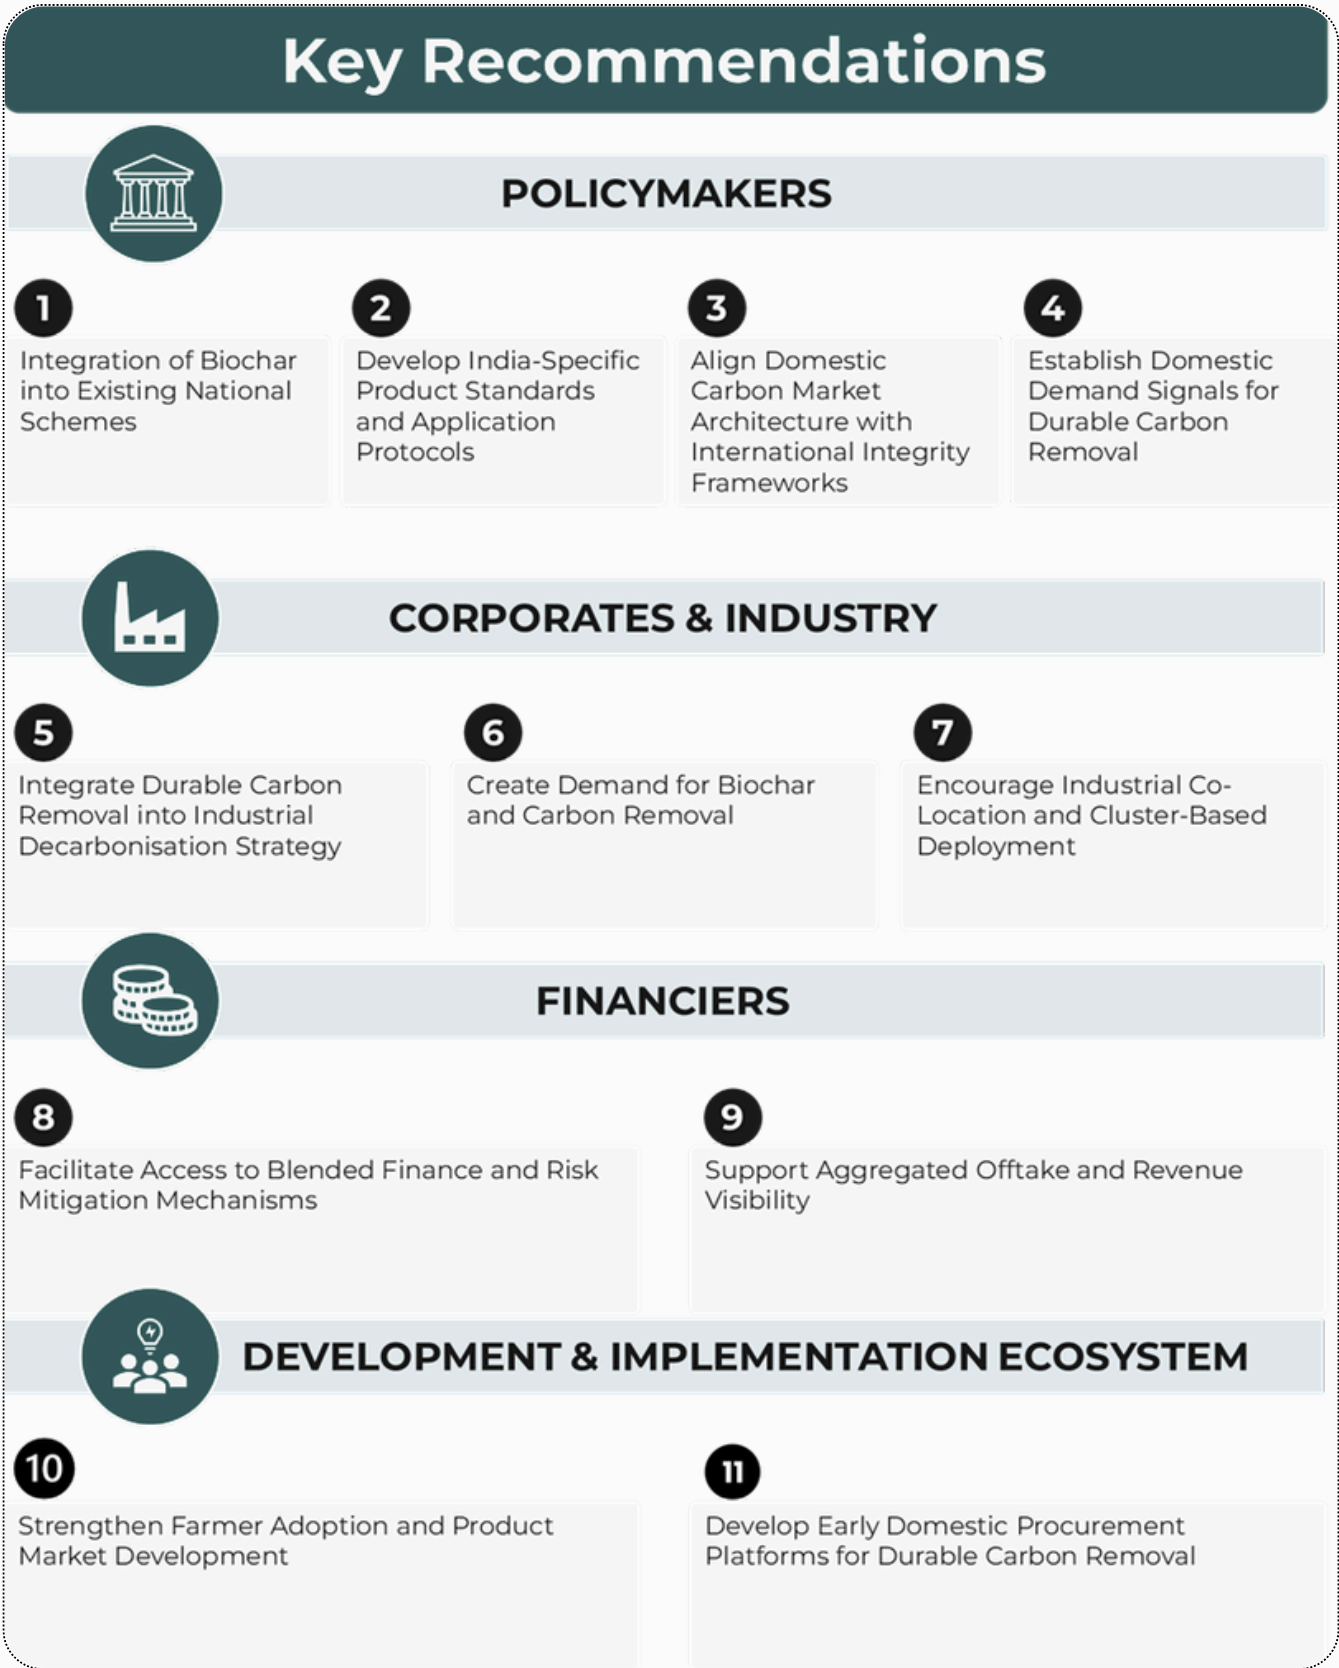 Key Recommendations
POLICYMAKERS
1
Integration of Biochar
into Existing National
Schemes
2
Develop India-Specific
Product Standards
and Application
Protocols
3
Align Domestic
Carbon Market
Architecture with
International Integrity
Frameworks
4
Establish Domestic
Demand Signals for
Durable Carbon
Removal
CORPORATES & INDUSTRY
5
Integrate Durable Carbon
Removal into Industrial
Decarbonisation Strategy
6
Create Demand for Biochar
and Carbon Removal
7
Encourage Industrial Co-
Location and Cluster-Based
Deployment
FINANCIERS
8
Facilitate Access to Blended Finance and Risk
Mitigation Mechanisms
9
Support Aggregated Offtake and Revenue
Visibility
DEVELOPMENT & IMPLEMENTATION ECOSYSTEM
10
Strengthen Farmer Adoption and Product
Market Development
11
Develop Early Domestic Procurement
Platforms for Durable Carbon Removal